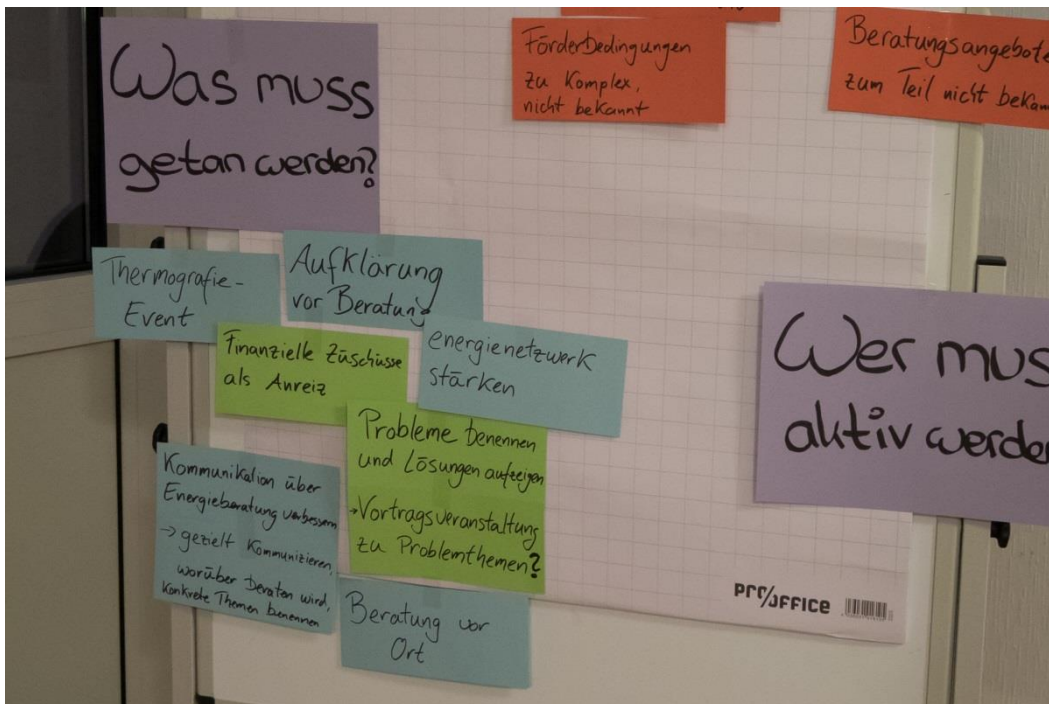 Förderbedingungen
zu Komplex,
nicht bekannt
Beratungsangebote
zum Teil nicht bekan
Was muss
getan werden?
Thermografie-
Event
Aufklärung
vor Beratung
Finanzielle Zuschüsse
als Anreiz
energienetzwerk
stärken
Wer mus
aktiv werde
Probleme benennen
und Lösungen aufzeigen
→Vortragsveranstaltung
zu Problemthemen?
Kommunikation über
Energieberatung verbessern
→ gezielt Kommunizieren,
worüber beraten wird,
Konkrete Themen benennen
Beratung vor
Ort
PRO/OFFICE